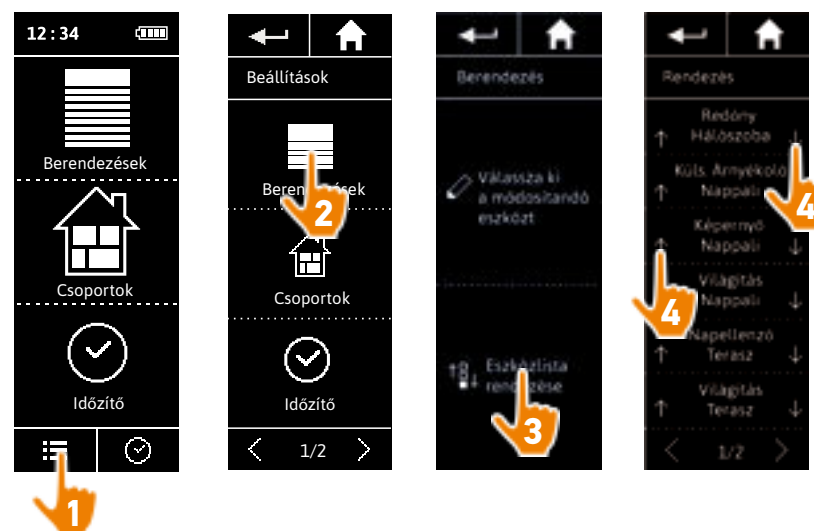 12:34
Berendezések
Csoportok
Időzítő
1
Beállítások
Berendezések
2
Csoportok
Időzítő
1/2
Berendezés
Válassza ki
a módosítandó
eszközt
Eszközlista
rendezése
3
Rendezés
Redőny
Hálószoba
4
Küls. Árnyékoló
Nappali
Képernyő
Nappali
4
Világítás
Nappali
Napellenző
Terasz
Világítás
Terasz
1/2